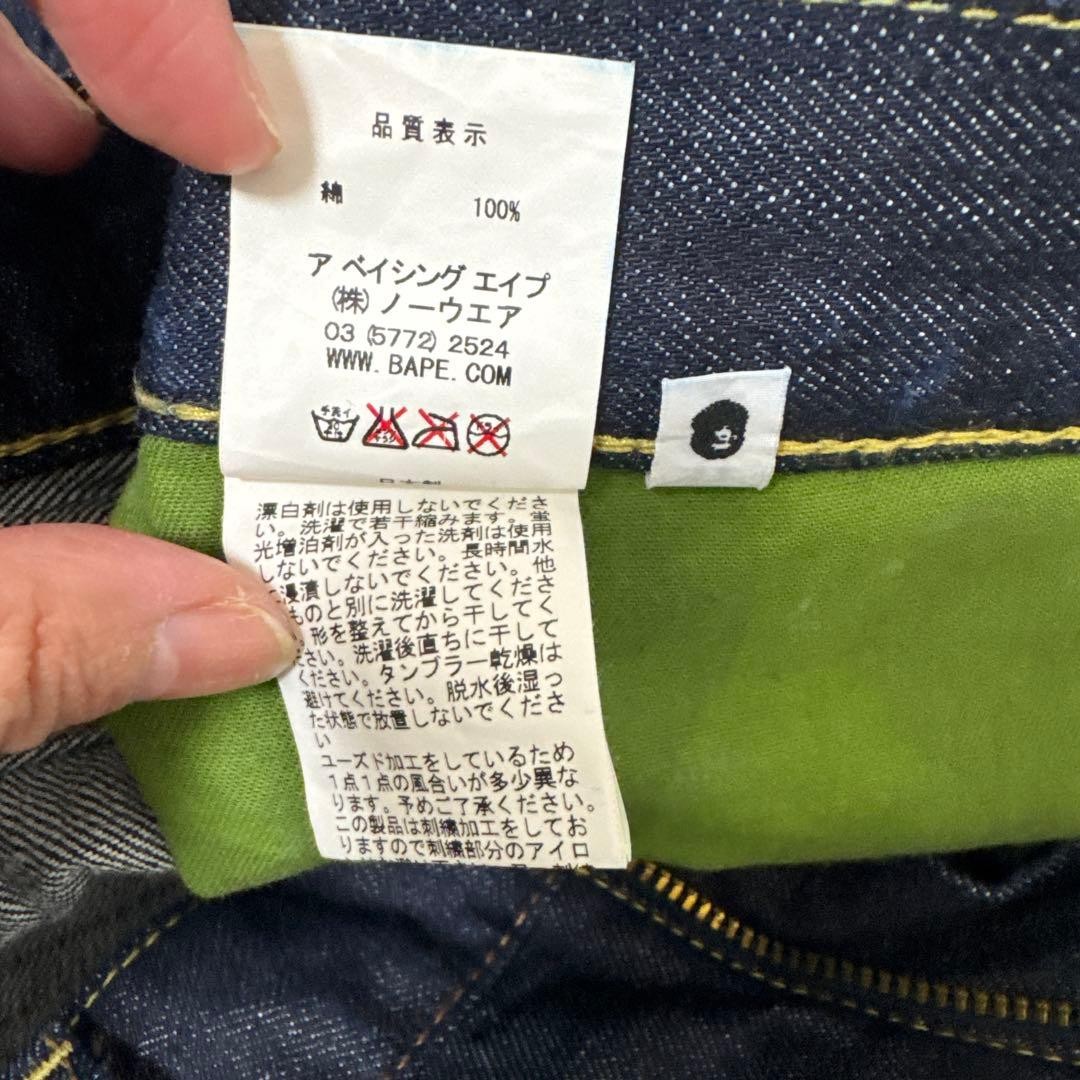 品質表示
綿 100%
ア ベイシング エイプ
(株) ノーウエア
03 (5772) 2524
WWW. BAPE. COM
手洗イ
30
漂白剤は使用しないでくださ
い。洗濯で若干縮みます。蛍
光増泊剤が入った洗剤は使用
しないでください。長時間水
浸漬しないでください。他
ものと別に洗濯してくださ
形を整えてから干してく
さい。洗濯後直ちに干して
ください。タンブラー乾燥は
避けてください。脱水後湿っ
た状態で放置しないでくださ
い
ユーズド加工をしているため
1点1点の風合いが多少異な
ります。予めご了承ください。
この製品は刺繍加工をしてお
りますので刺繍部分のアイロ